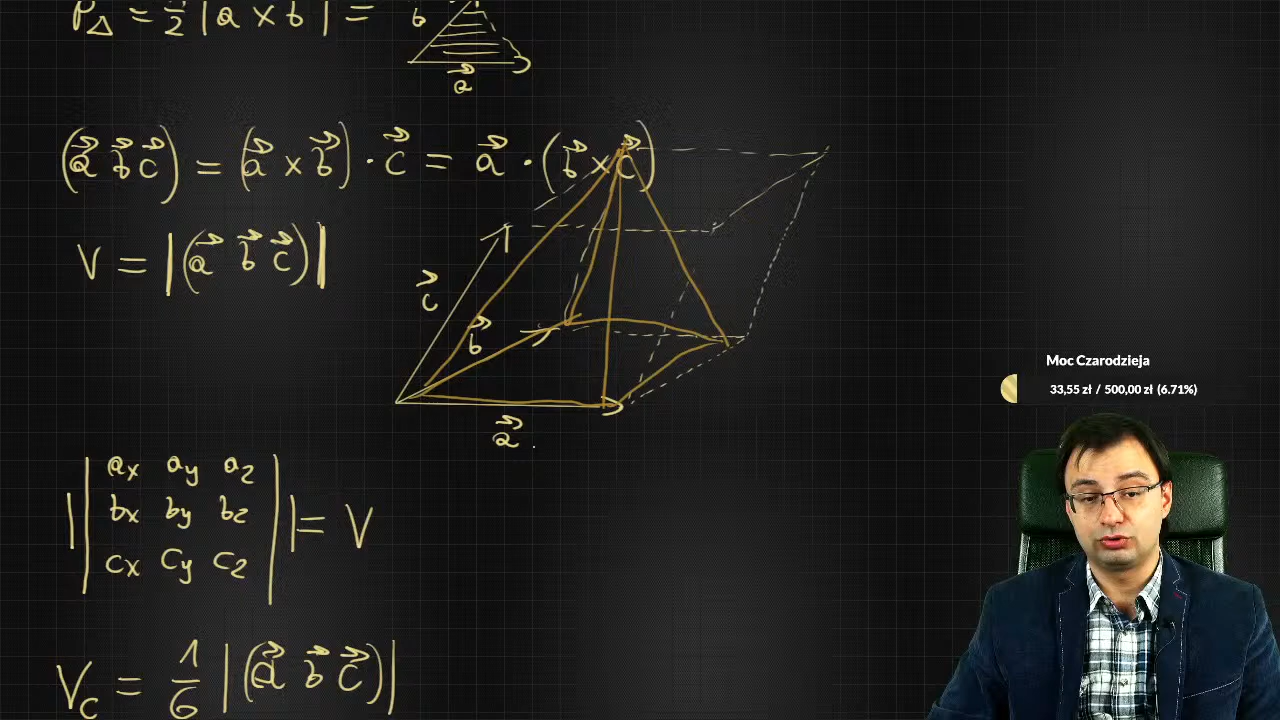 P△ = 1/2 |a × b| =
b
a⃗
(a⃗ b⃗ c⃗) = (a⃗ × b⃗) · c⃗ = a⃗ · (b⃗ × c⃗)
V = |(a⃗ b⃗ c⃗)|
c⃗
b⃗
a⃗
Moc Czarodzieja
33,55 zł / 500,00 zł (6.71%)
ax ay az
bx by bz
cx cy cz
= V
Vc = 1/6 |(a⃗ b⃗ c⃗)|